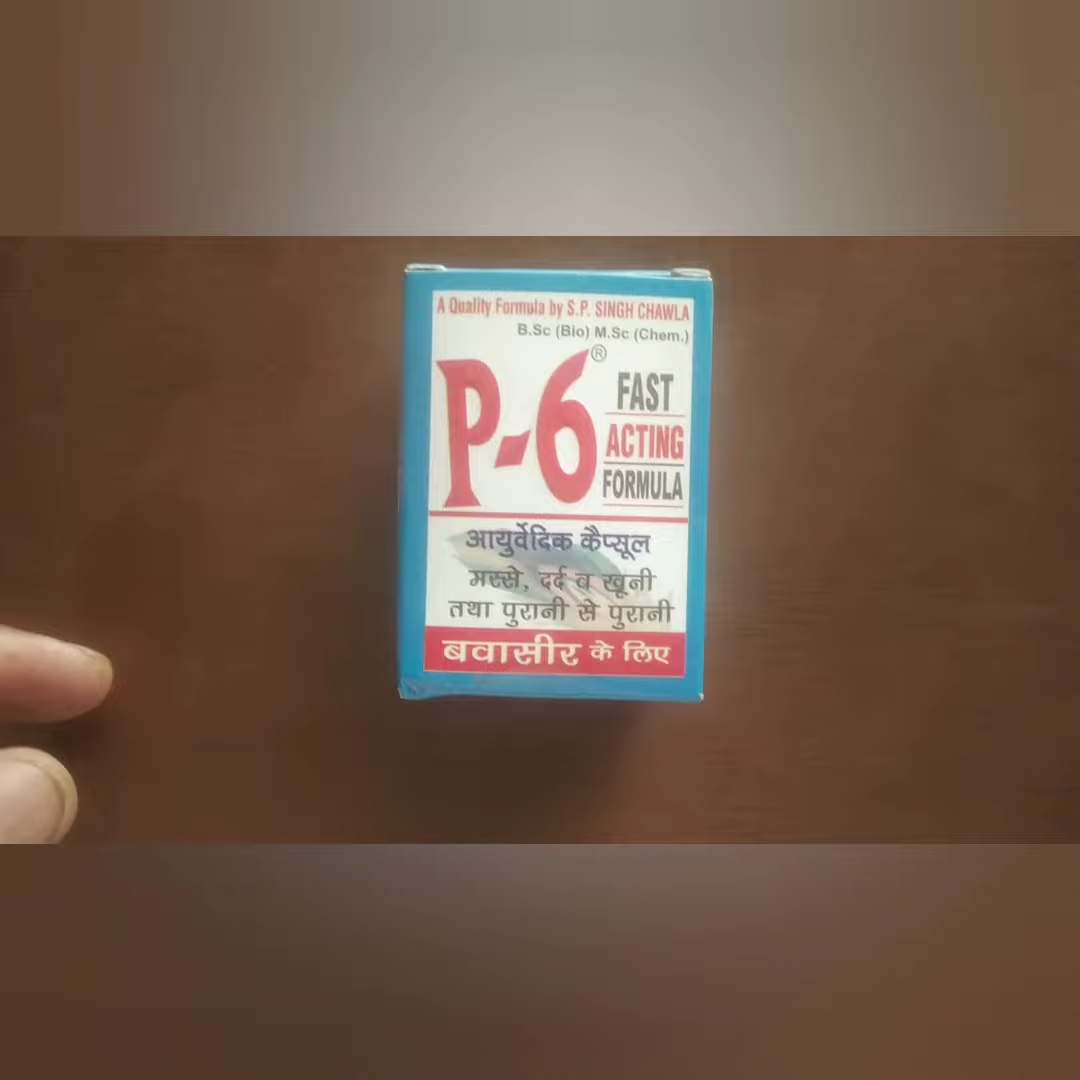 A Quality Formula by S.P. SINGH CHAWLA
B.Sc (Bio) M.Sc (Chem.)
P-6®
FAST
ACTING
FORMULA
आयुर्वेदिक कैप्सूल
मस्से, दर्द व खूनी
तथा पुरानी से पुरानी
बवासीर के लिए